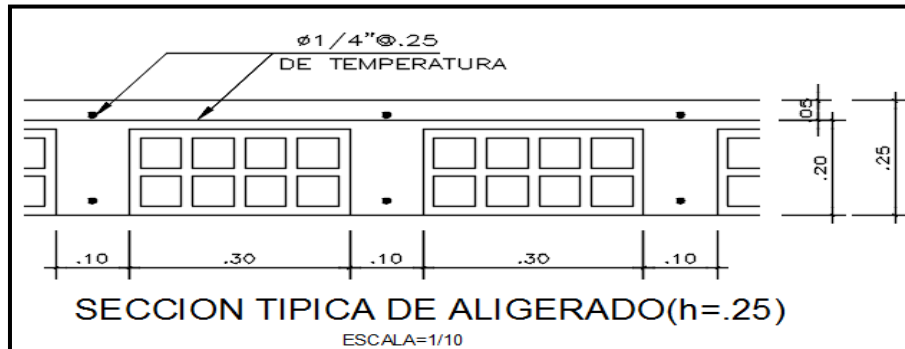 ø1/4"@.25
DE TEMPERATURA
.05
.20
.25
.10 .30 .10 .30 .10
SECCION TIPICA DE ALIGERADO(h=.25)
ESCALA=1/10